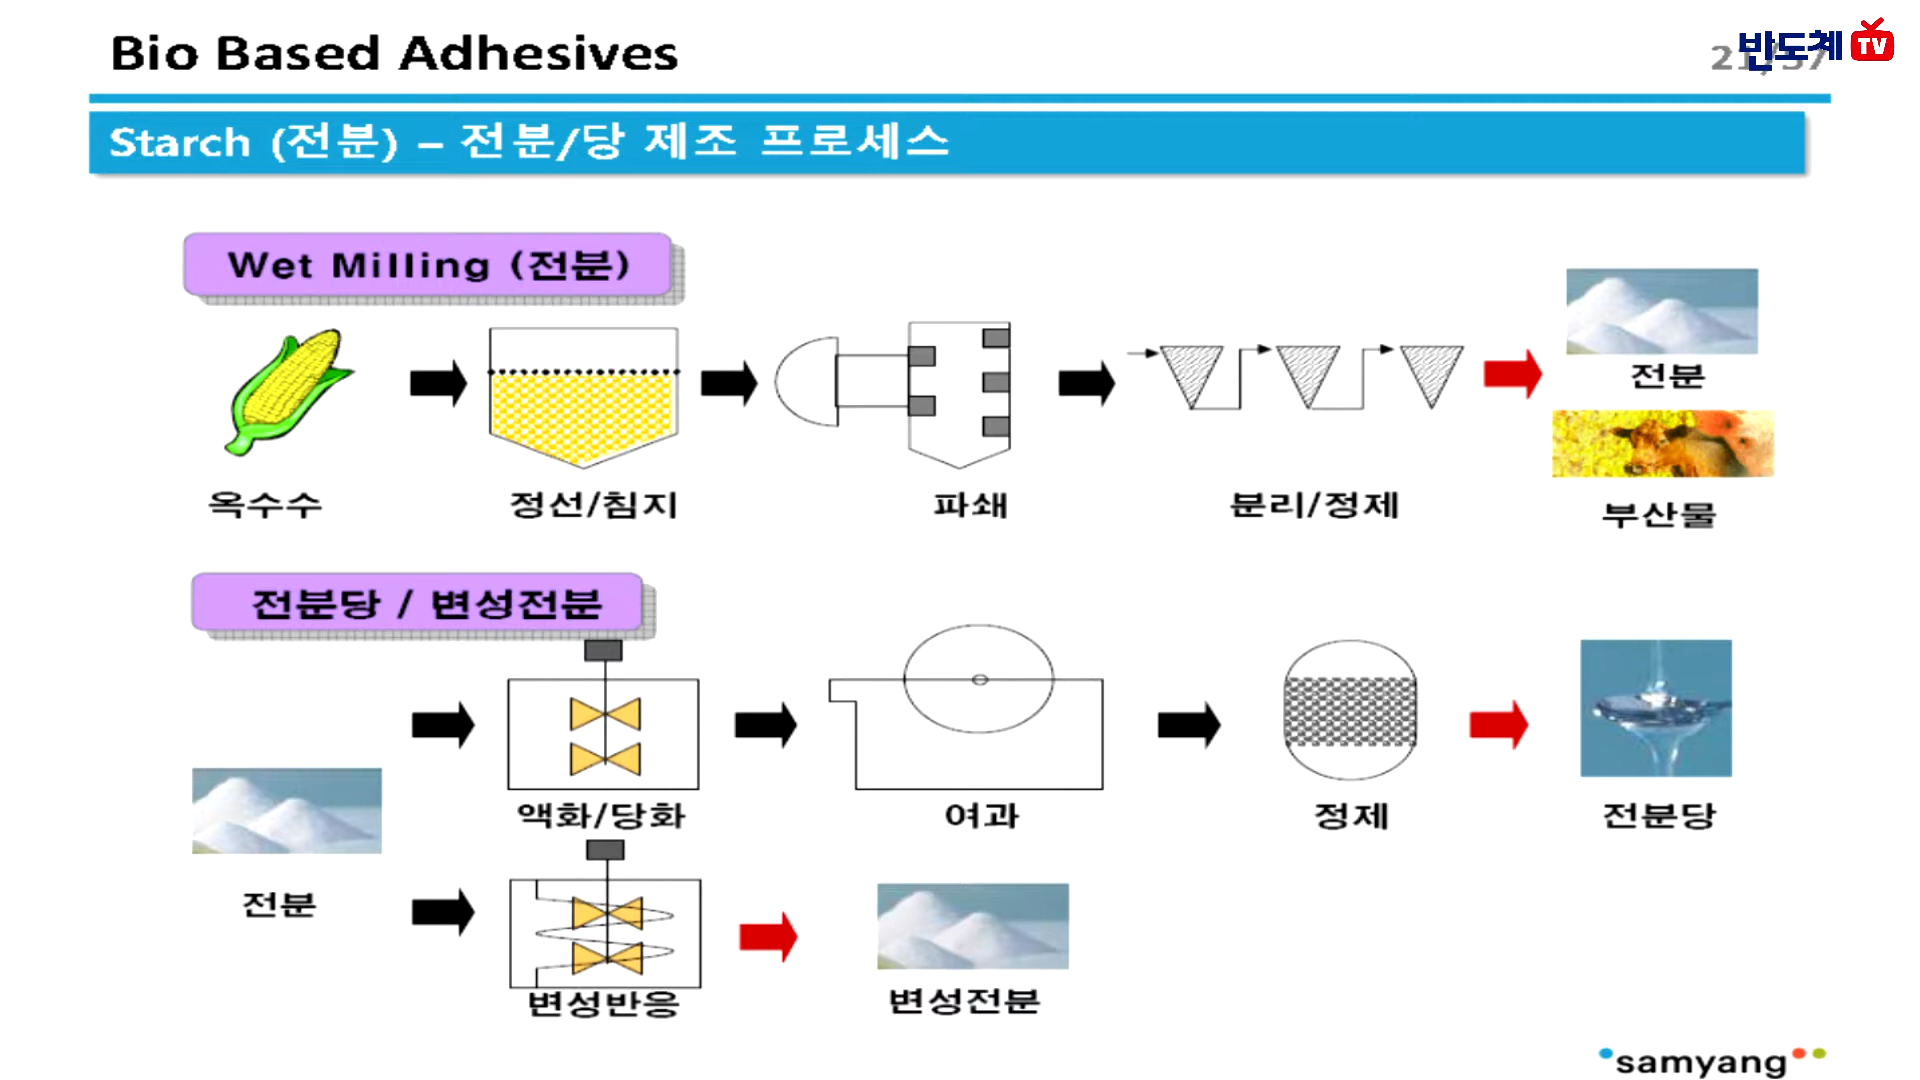 Bio Based Adhesives
반도체 TV
Starch (전분) – 전분/당 제조 프로세스
Wet Milling (전분)
전분
옥수수
정선/침지
파쇄
분리/정제
부산물
전분당 / 변성전분
액화/당화
여과
정제
전분당
전분
변성반응
변성전분
samyang